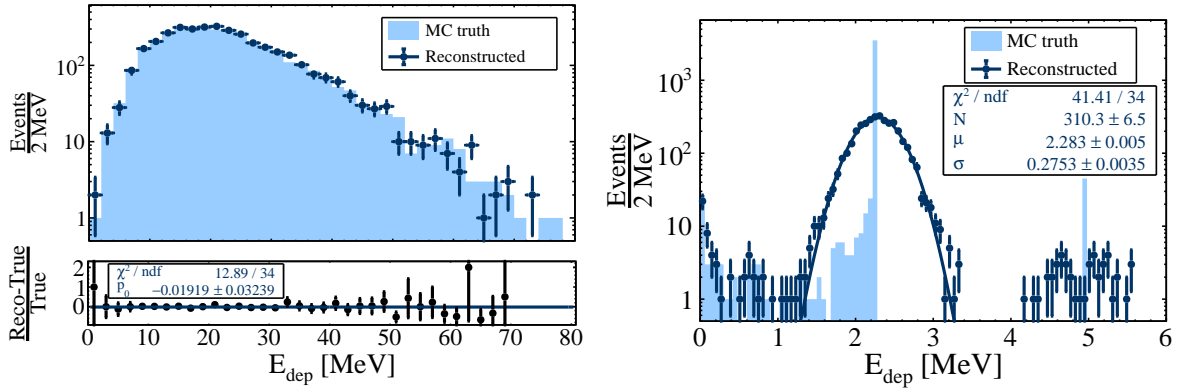 MC truth
Reconstructed
Events
2 MeV
10²
10
1
χ² / ndf 12.89 / 34
p₀ −0.01919 ± 0.03239
Reco-True
True
2
1
0
0 10 20 30 40 50 60 70 80
E_dep [MeV]
MC truth
Reconstructed
χ² / ndf 41.41 / 34
N 310.3 ± 6.5
μ 2.283 ± 0.005
σ 0.2753 ± 0.0035
Events
2 MeV
10³
10²
10
1
0 1 2 3 4 5 6
E_dep [MeV]